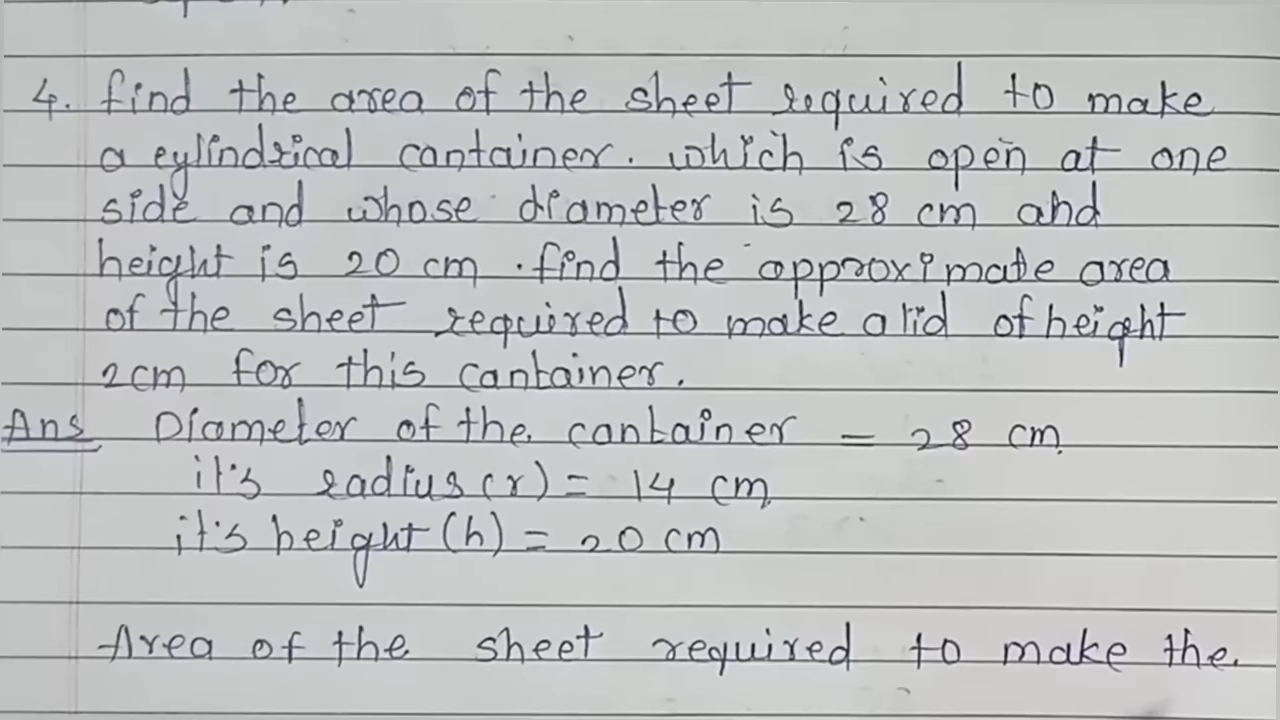 4. find the area of the sheet required to make
a cylindrical container. which is open at one
side and whose diameter is 28 cm and
height is 20 cm. find the approximate area
of the sheet required to make a lid of height
2cm for this container.
Ans Diameter of the container = 28 cm.
it's radius (r) = 14 cm.
it's height (h) = 20 cm
Area of the sheet required to make the.